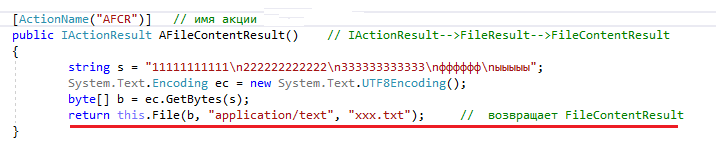 [ActionName("AFCR")]   // имя акции
public IActionResult AFileContentResult()    // IActionResult-->FileResult-->FileContentResult
{
        string s = "11111111111\n222222222222\n333333333333\nфффффф\nыыыыы";
        System.Text.Encoding ec = new System.Text.UTF8Encoding();
        byte[] b = ec.GetBytes(s);
        return this.File(b, "application/text", "xxx.txt");     //  возвращает FileContentResult
}